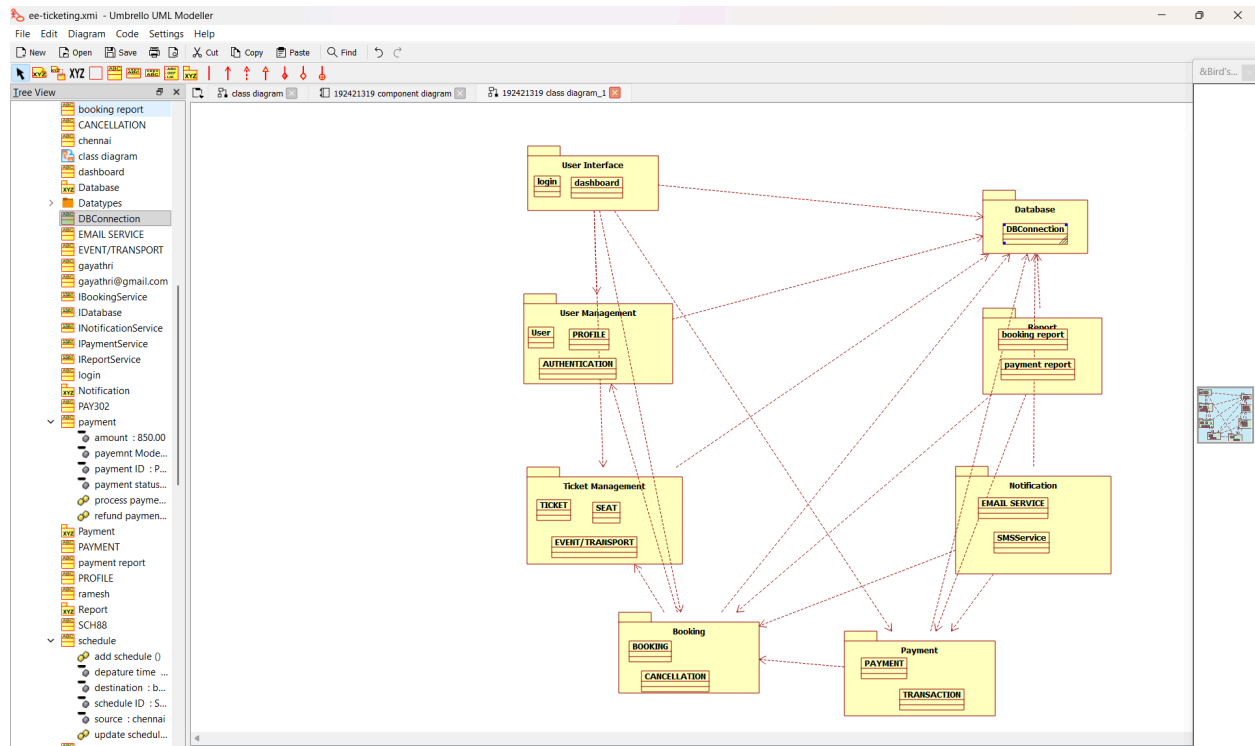 ee-ticketing.xmi - Umbrello UML Modeller
File Edit Diagram Code Settings Help
New Open Save Cut Copy Paste Find
XYZ
&Bird's...
Tree View
class diagram
192421319 component diagram
192421319 class diagram_1
booking report
CANCELLATION
chennai
class diagram
dashboard
Database
Datatypes
DBConnection
EMAIL SERVICE
EVENT/TRANSPORT
gayathri
gayathri@gmail.com
IBookingService
IDatabase
INotificationService
IPaymentService
IReportService
login
Notification
PAY302
payment
amount : 850.00
payemnt Mode...
payment ID : P...
payment status...
process payme...
refund paymen...
Payment
PAYMENT
payment report
PROFILE
ramesh
Report
SCH88
schedule
add schedule ()
depature time ...
destination : b...
schedule ID : S...
source : chennai
update schedul...
User Interface
login
dashboard
Database
DBConnection
User Management
User
PROFILE
AUTHENTICATION
Report
booking report
payment report
Ticket Management
TICKET
SEAT
EVENT/TRANSPORT
Notification
EMAIL SERVICE
SMSService
Booking
BOOKING
CANCELLATION
Payment
PAYMENT
TRANSACTION